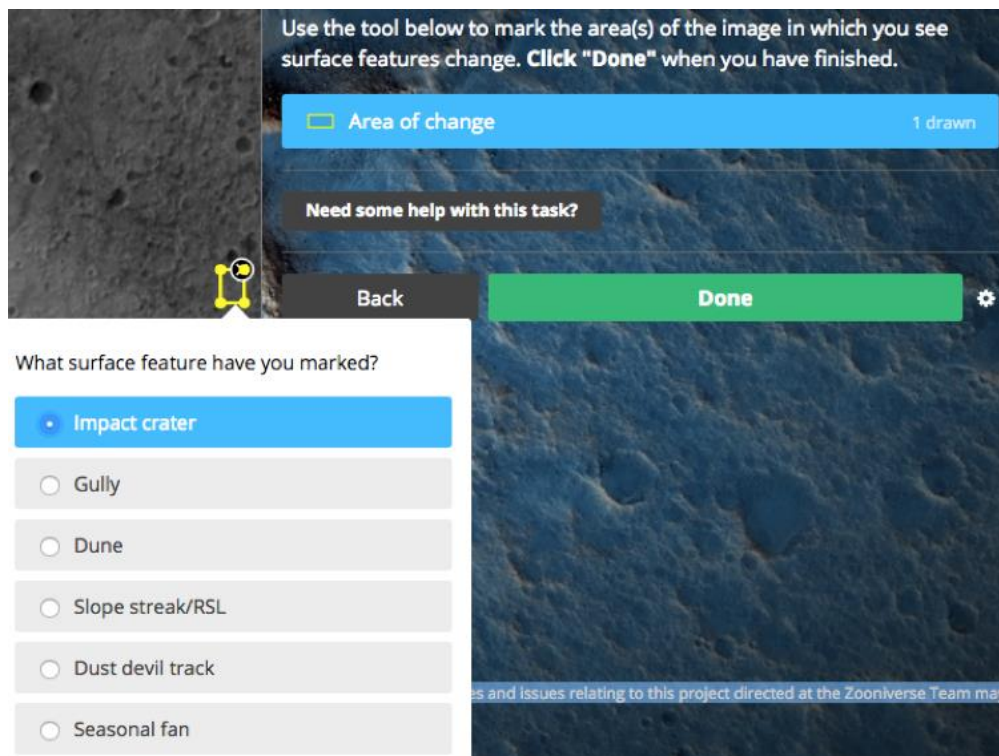 Use the tool below to mark the area(s) of the image in which you see
surface features change. Click "Done" when you have finished.
Area of change
1 drawn
Need some help with this task?
Back
Done
What surface feature have you marked?
Impact crater
Gully
Dune
Slope streak/RSL
Dust devil track
es and issues relating to this project directed at the Zooniverse Team ma
Seasonal fan